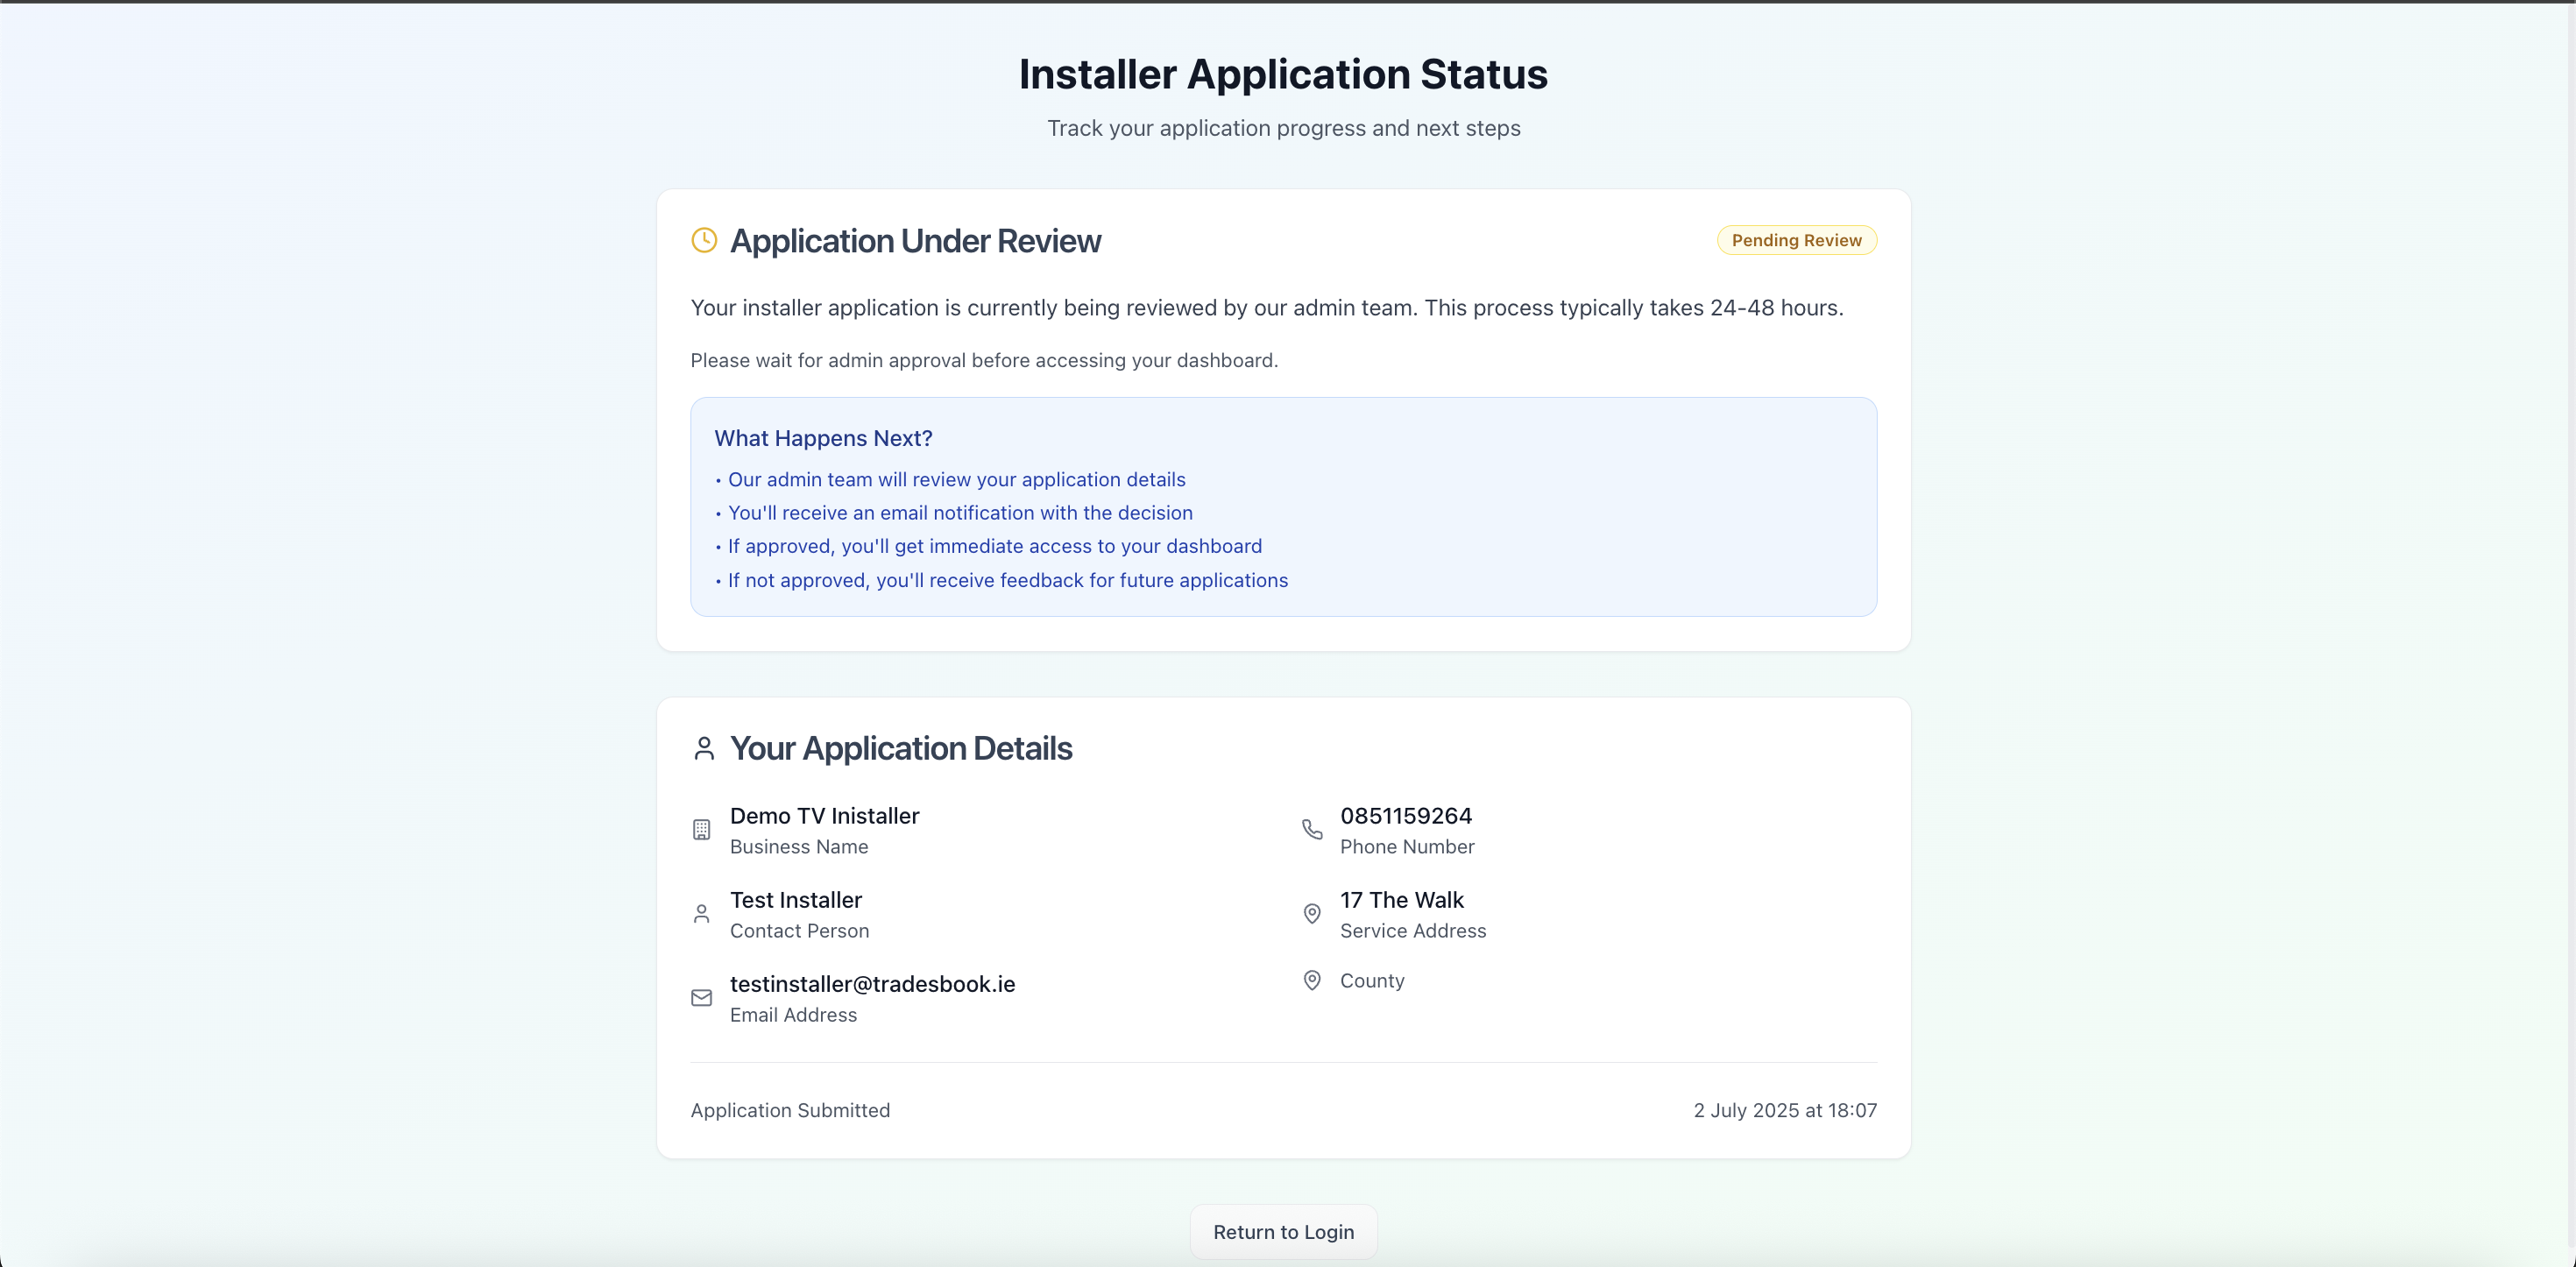 Installer Application Status
Track your application progress and next steps
Application Under Review
Pending Review
Your installer application is currently being reviewed by our admin team. This process typically takes 24-48 hours.
Please wait for admin approval before accessing your dashboard.
What Happens Next?
• Our admin team will review your application details
• You'll receive an email notification with the decision
• If approved, you'll get immediate access to your dashboard
• If not approved, you'll receive feedback for future applications
Your Application Details
Demo TV Inistaller
Business Name
Test Installer
Contact Person
testinstaller@tradesbook.ie
Email Address
0851159264
Phone Number
17 The Walk
Service Address
County
Application Submitted
2 July 2025 at 18:07
Return to Login